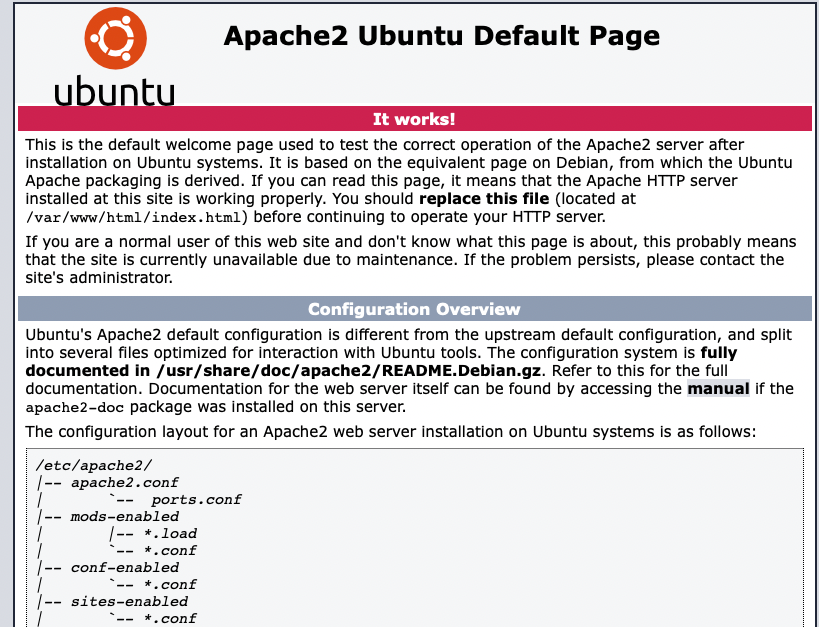 Apache2 Ubuntu Default Page
ubuntu
It works!
This is the default welcome page used to test the correct operation of the Apache2 server after
installation on Ubuntu systems. It is based on the equivalent page on Debian, from which the Ubuntu
Apache packaging is derived. If you can read this page, it means that the Apache HTTP server
installed at this site is working properly. You should replace this file (located at
/var/www/html/index.html) before continuing to operate your HTTP server.
If you are a normal user of this web site and don't know what this page is about, this probably means
that the site is currently unavailable due to maintenance. If the problem persists, please contact the
site's administrator.
Configuration Overview
Ubuntu's Apache2 default configuration is different from the upstream default configuration, and split
into several files optimized for interaction with Ubuntu tools. The configuration system is fully
documented in /usr/share/doc/apache2/README.Debian.gz. Refer to this for the full
documentation. Documentation for the web server itself can be found by accessing the manual if the
apache2-doc package was installed on this server.
The configuration layout for an Apache2 web server installation on Ubuntu systems is as follows:
/etc/apache2/
|-- apache2.conf
|       `--  ports.conf
|-- mods-enabled
|       |-- *.load
|       `-- *.conf
|-- conf-enabled
|       `-- *.conf
|-- sites-enabled
|       `-- *.conf